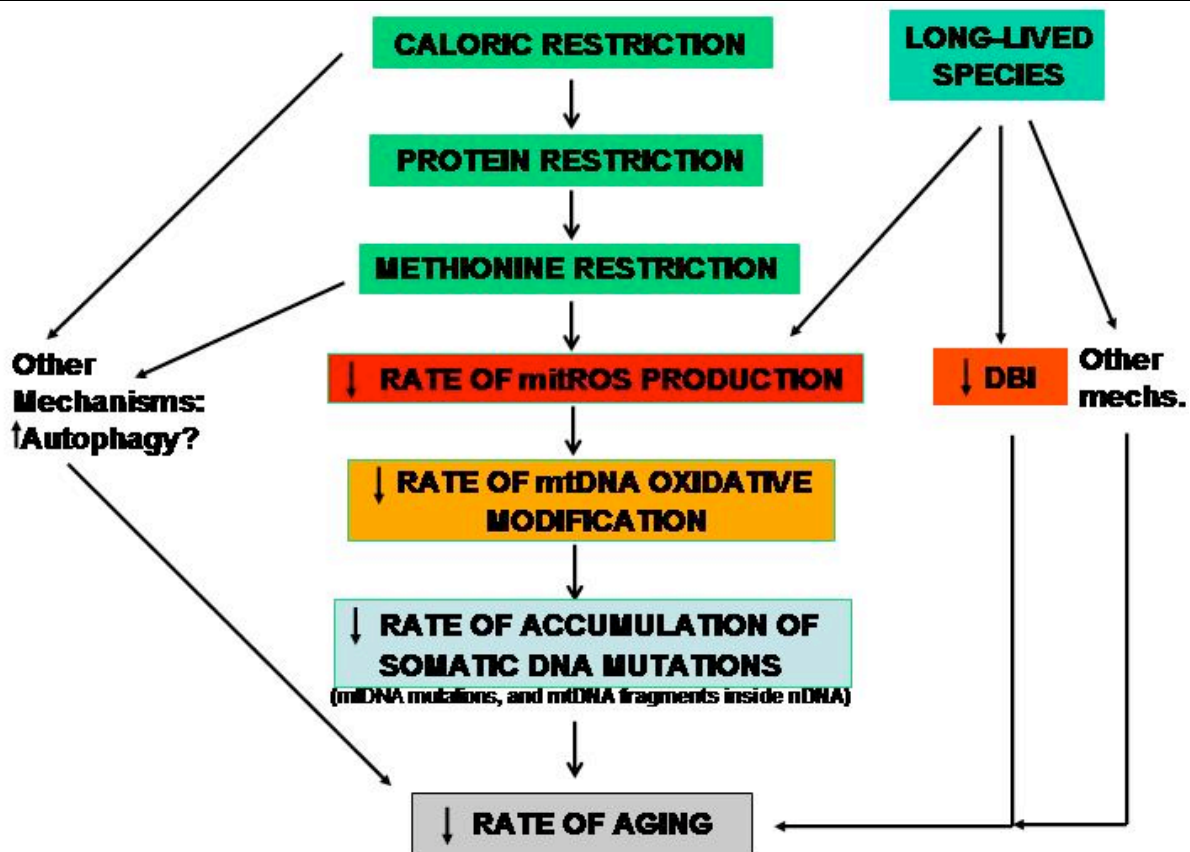 CALORIC RESTRICTION
LONG-LIVED
SPECIES
PROTEIN RESTRICTION
METHIONINE RESTRICTION
Other
Mechanisms:
↑Autophagy?
↓ RATE OF mitROS PRODUCTION
↓ DBI
Other
mechs.
↓ RATE OF mtDNA OXIDATIVE
MODIFICATION
↓ RATE OF ACCUMULATION OF
SOMATIC DNA MUTATIONS
(mtDNA mutations, and mtDNA fragments inside nDNA)
↓ RATE OF AGING